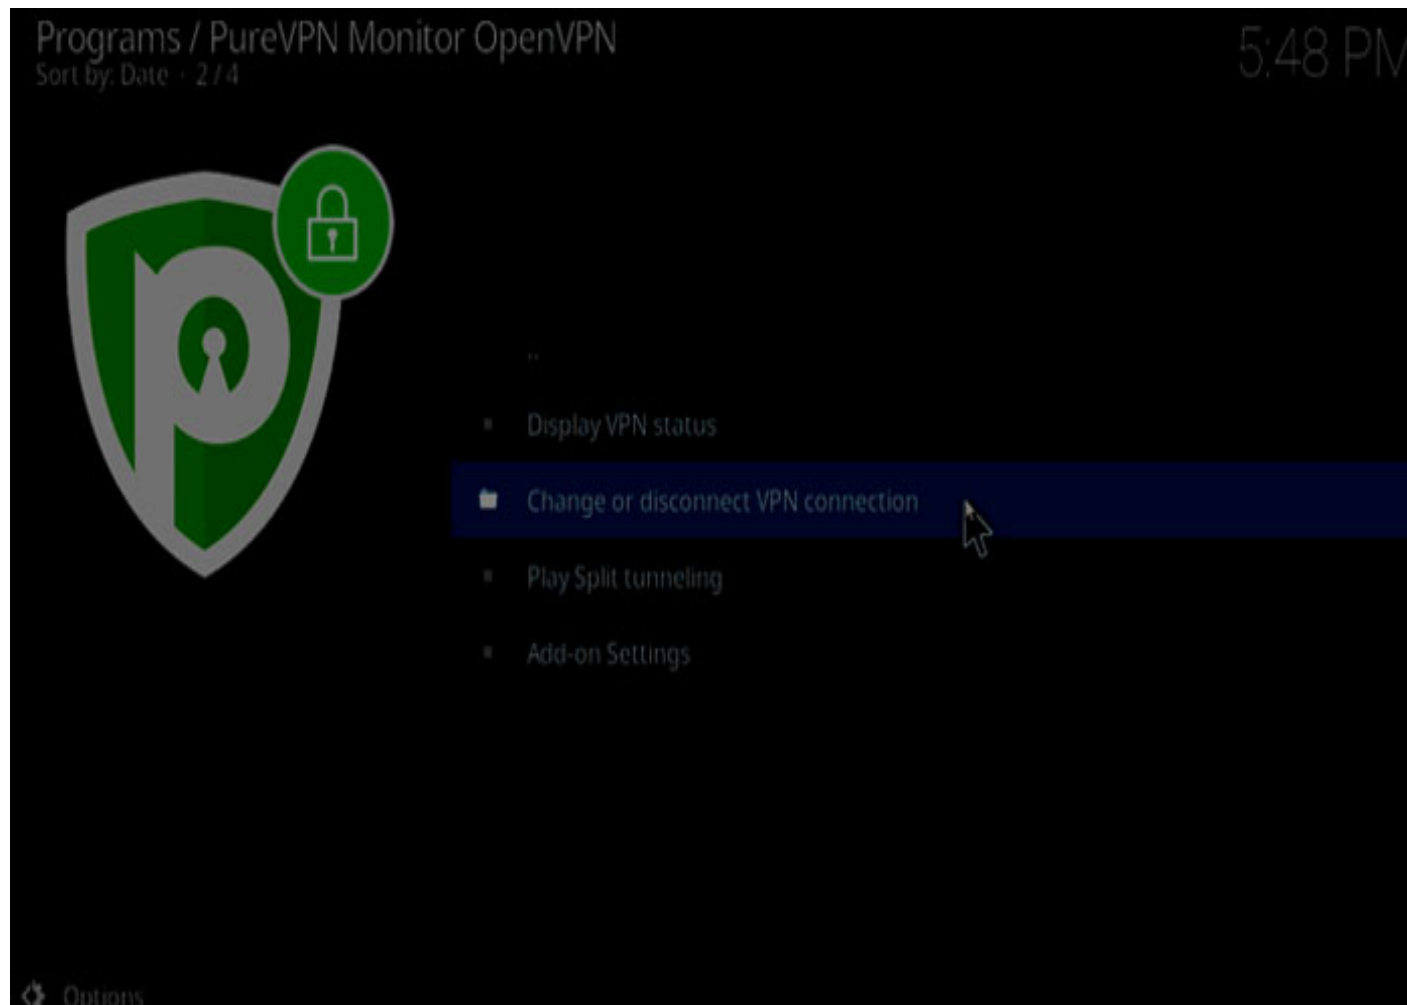 Programs / PureVPN Monitor OpenVPN
5:48 PM
Sort by: Date · 2 / 4
..
Display VPN status
Change or disconnect VPN connection
Play Split tunneling
Add-on Settings
Options